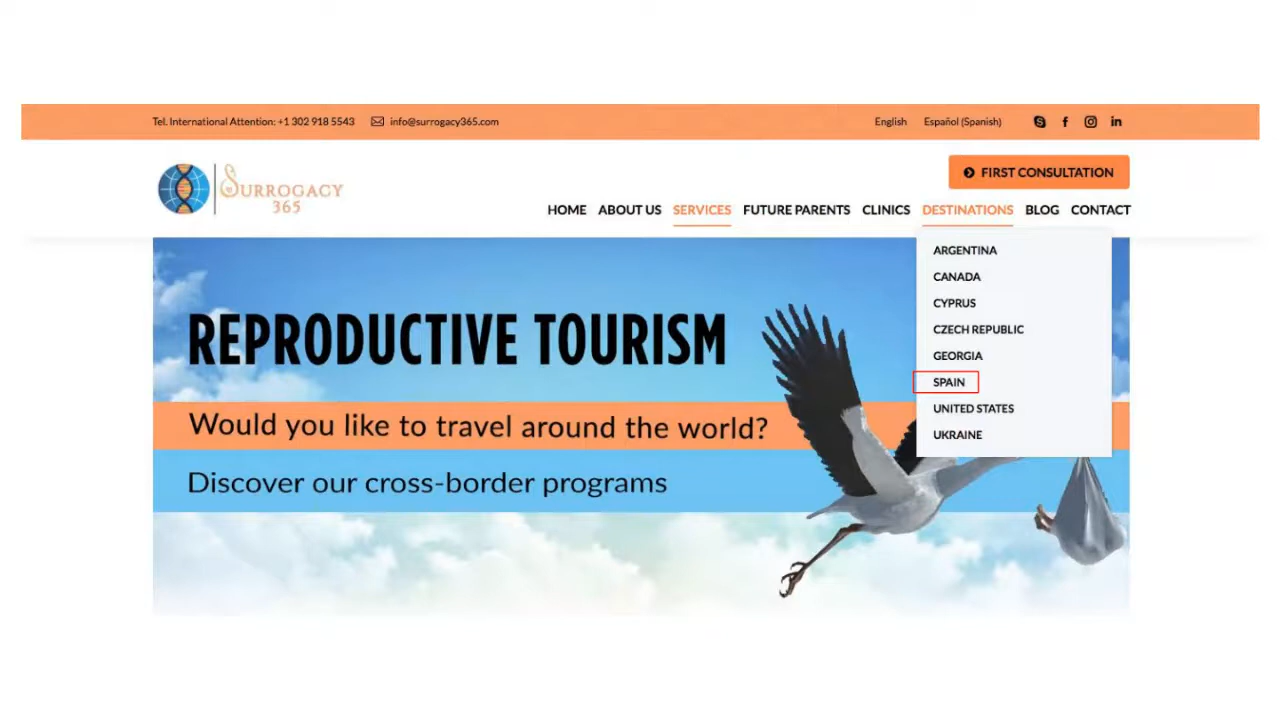 Tel. International Attention: +1 302 918 5543 info@surrogacy365.com English Español (Spanish)
SURROGACY
365
FIRST CONSULTATION
HOME ABOUT US SERVICES FUTURE PARENTS CLINICS DESTINATIONS BLOG CONTACT
ARGENTINA
CANADA
CYPRUS
CZECH REPUBLIC
GEORGIA
SPAIN
UNITED STATES
UKRAINE
REPRODUCTIVE TOURISM
Would you like to travel around the world?
Discover our cross-border programs